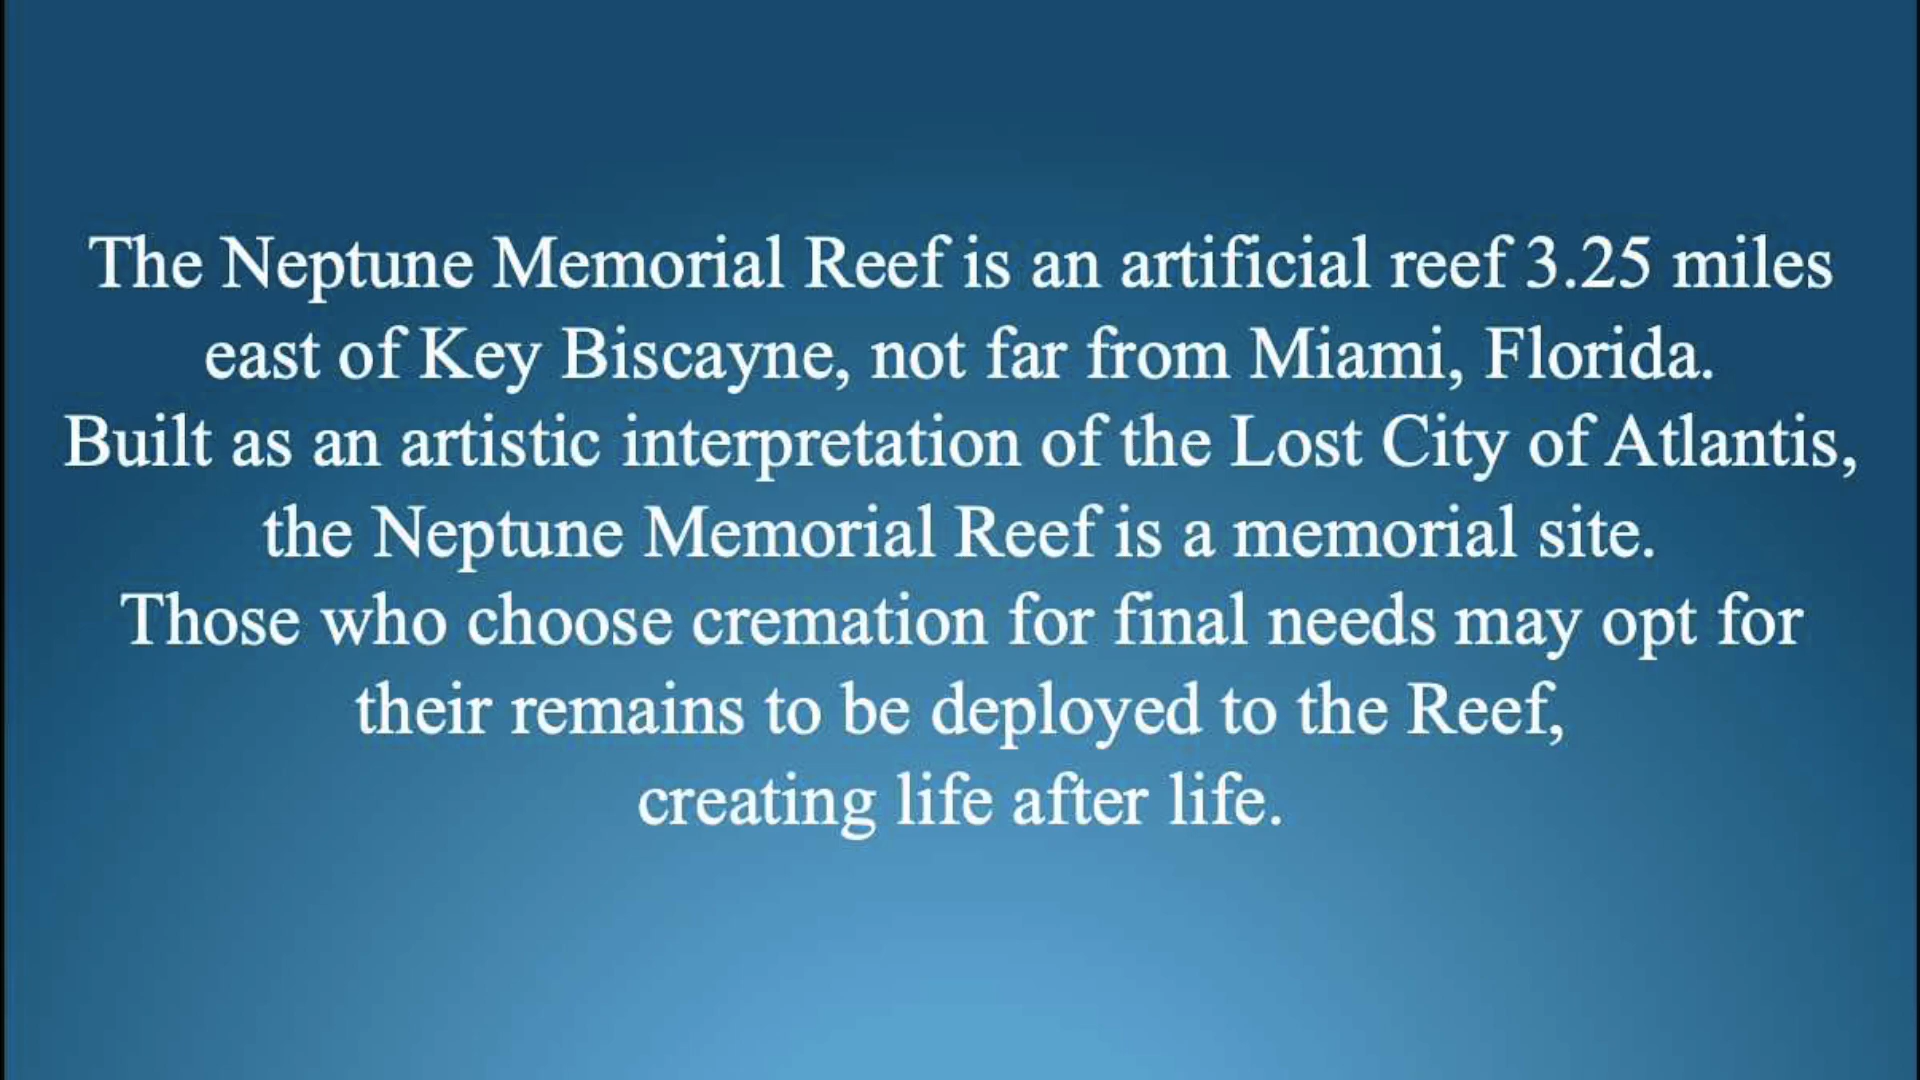 The Neptune Memorial Reef is an artificial reef 3.25 miles
east of Key Biscayne, not far from Miami, Florida.
Built as an artistic interpretation of the Lost City of Atlantis,
the Neptune Memorial Reef is a memorial site.
Those who choose cremation for final needs may opt for
their remains to be deployed to the Reef,
creating life after life.